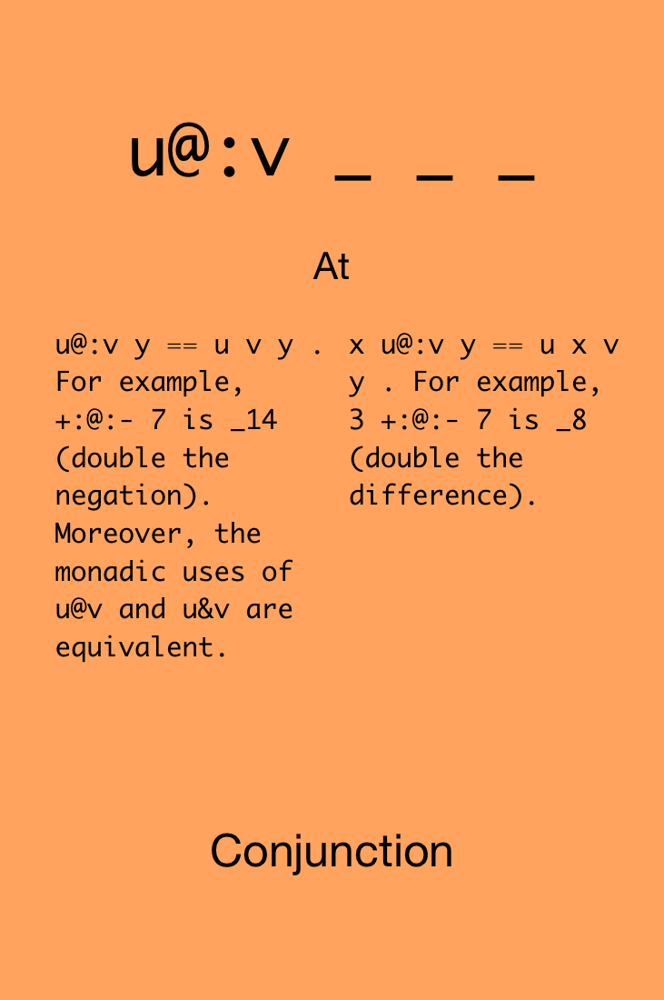 u@:v _ _ _
At
u@:v y == u v y .
For example,
+:@:- 7 is _14
(double the
negation).
Moreover, the
monadic uses of
u@v and u&v are
equivalent.
x u@:v y == u x v
y . For example,
3 +:@:- 7 is _8
(double the
difference).
Conjunction